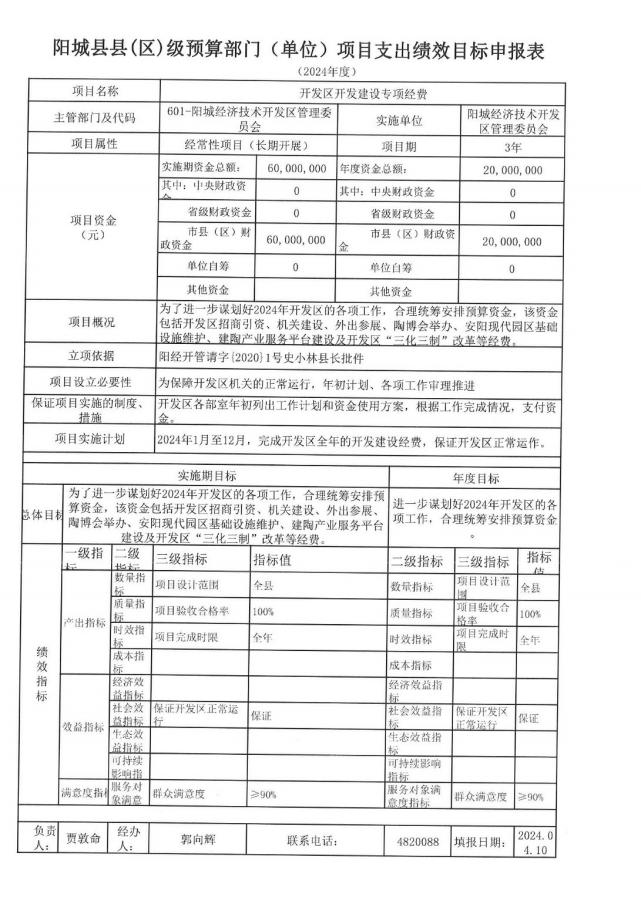 阳城县县(区)级预算部门（单位）项目支出绩效目标申报表
（2024年度）
项目名称 开发区开发建设专项经费
主管部门及代码 601-阳城经济技术开发区管理委员会 实施单位 阳城经济技术开发区管理委员会
项目属性 经常性项目（长期开展） 项目期 3年
项目资金（元）
实施期资金总额： 60,000,000 年度资金总额： 20,000,000
其中：中央财政资金 0 其中：中央财政资金 0
省级财政资金 0 省级财政资金 0
市县（区）财政资金 60,000,000 市县（区）财政资金 20,000,000
单位自筹 0 单位自筹 0
其他资金 其他资金
项目概况
为了进一步谋划好2024年开发区的各项工作，合理统筹安排预算资金，该资金
包括开发区招商引资、机关建设、外出参展、陶博会举办、安阳现代园区基础
设施维护、建陶产业服务平台建设及开发区“三化三制”改革等经费。
立项依据 阳经开管请字{2020}1号史小林县长批件
项目设立必要性 为保障开发区机关的正常运行，年初计划、各项工作审理推进
保证项目实施的制度、措施
开发区各部室年初列出工作计划和资金使用方案，根据工作完成情况，支付资
金。
项目实施计划 2024年1月至12月，完成开发区全年的开发建设经费，保证开发区正常运作。
实施期目标 年度目标
总体目标
为了进一步谋划好2024年开发区的各项工作，合理统筹安排预
算资金，该资金包括开发区招商引资、机关建设、外出参展、
陶博会举办、安阳现代园区基础设施维护、建陶产业服务平台
建设及开发区“三化三制”改革等经费。
进一步谋划好2024年开发区的各
项工作，合理统筹安排预算资金
。
绩效指标
一级指标 二级指标 三级指标 指标值 二级指标 三级指标 指标值
产出指标
数量指标 项目设计范围 全县 数量指标 项目设计范围 全县
质量指标 项目验收合格率 100% 质量指标 项目验收合格率 100%
时效指标 项目完成时限 全年 时效指标 项目完成时限 全年
成本指标 成本指标
效益指标
经济效益指标 经济效益指标
社会效益指标 保证开发区正常运行 保证 社会效益指标 保证开发区正常运行 保证
生态效益指标 生态效益指标
可持续影响指 可持续影响指标
满意度指标 服务对象满意 群众满意度 ≥90% 服务对象满意度指标 群众满意度 ≥90%
负责人： 贾敦命 经办人： 郭向辉 联系电话： 4820088 填报日期： 2024.04.10